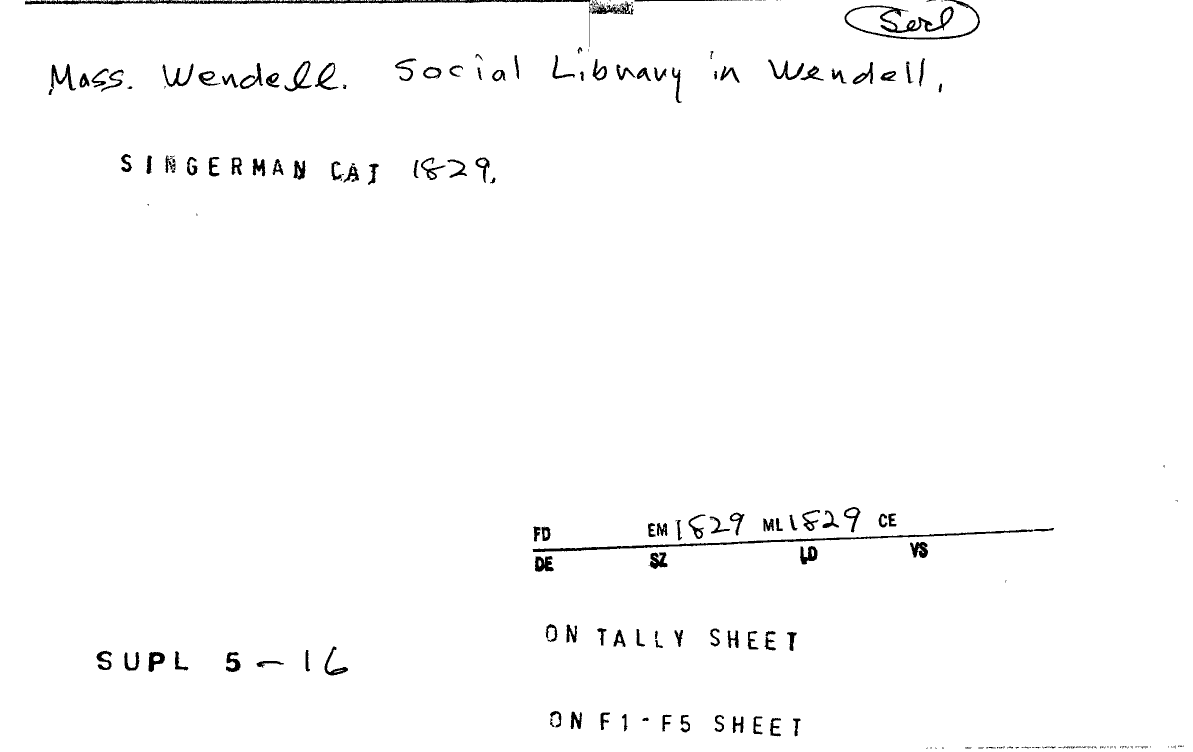 Socl
Mass. Wendell. Social Library in Wendell,
SINGERMAN CAT 1829,
FD EM 1829 ML 1829 CE
DE SZ LD VS
ON TALLY SHEET
SUPL 5-16
ON F1-F5 SHEET